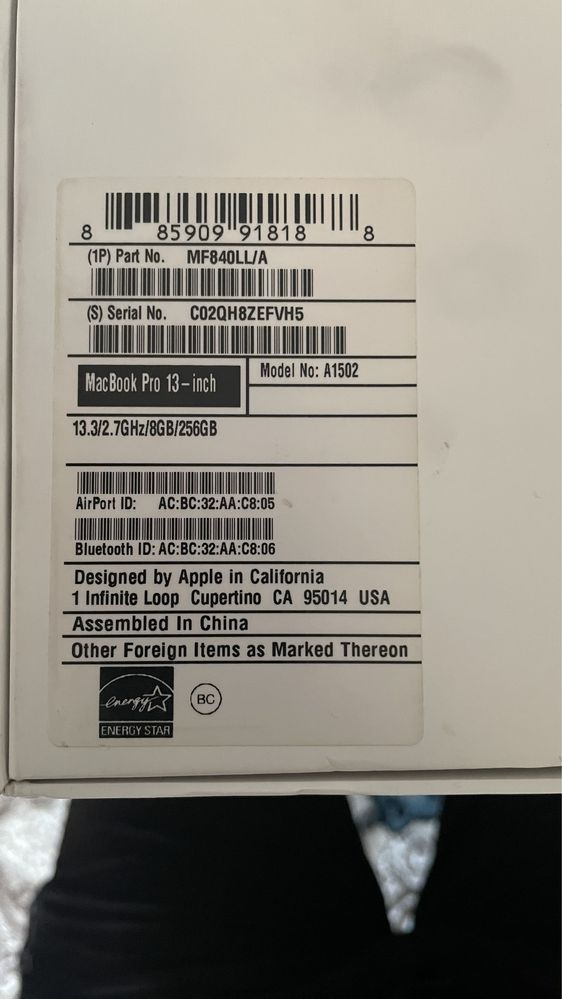 8 85909 91818 8
(1P) Part No. MF840LL/A
(S) Serial No. C02QH8ZEFVH5
MacBook Pro 13-inch
Model No: A1502
13.3/2.7GHz/8GB/256GB
AirPort ID: AC:BC:32:AA:C8:05
Bluetooth ID: AC:BC:32:AA:C8:06
Designed by Apple in California
1 Infinite Loop Cupertino CA 95014 USA
Assembled In China
Other Foreign Items as Marked Thereon
energy
BC
ENERGY STAR